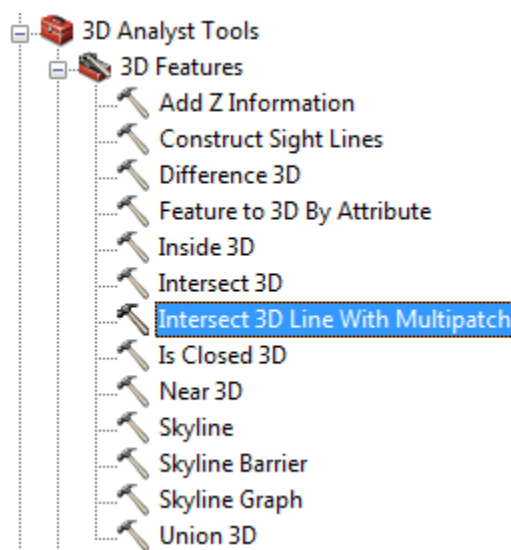 3D Analyst Tools
3D Features
Add Z Information
Construct Sight Lines
Difference 3D
Feature to 3D By Attribute
Inside 3D
Intersect 3D
Intersect 3D Line With Multipatch
Is Closed 3D
Near 3D
Skyline
Skyline Barrier
Skyline Graph
Union 3D